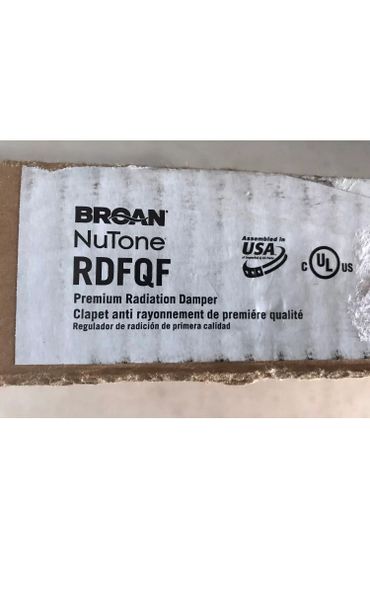 BROAN
NuTone
RDFQF
Premium Radiation Damper
Clapet anti rayonnement de premiére qualité
Regulador de radición de primera calidad
Assembled in
USA
C UL US